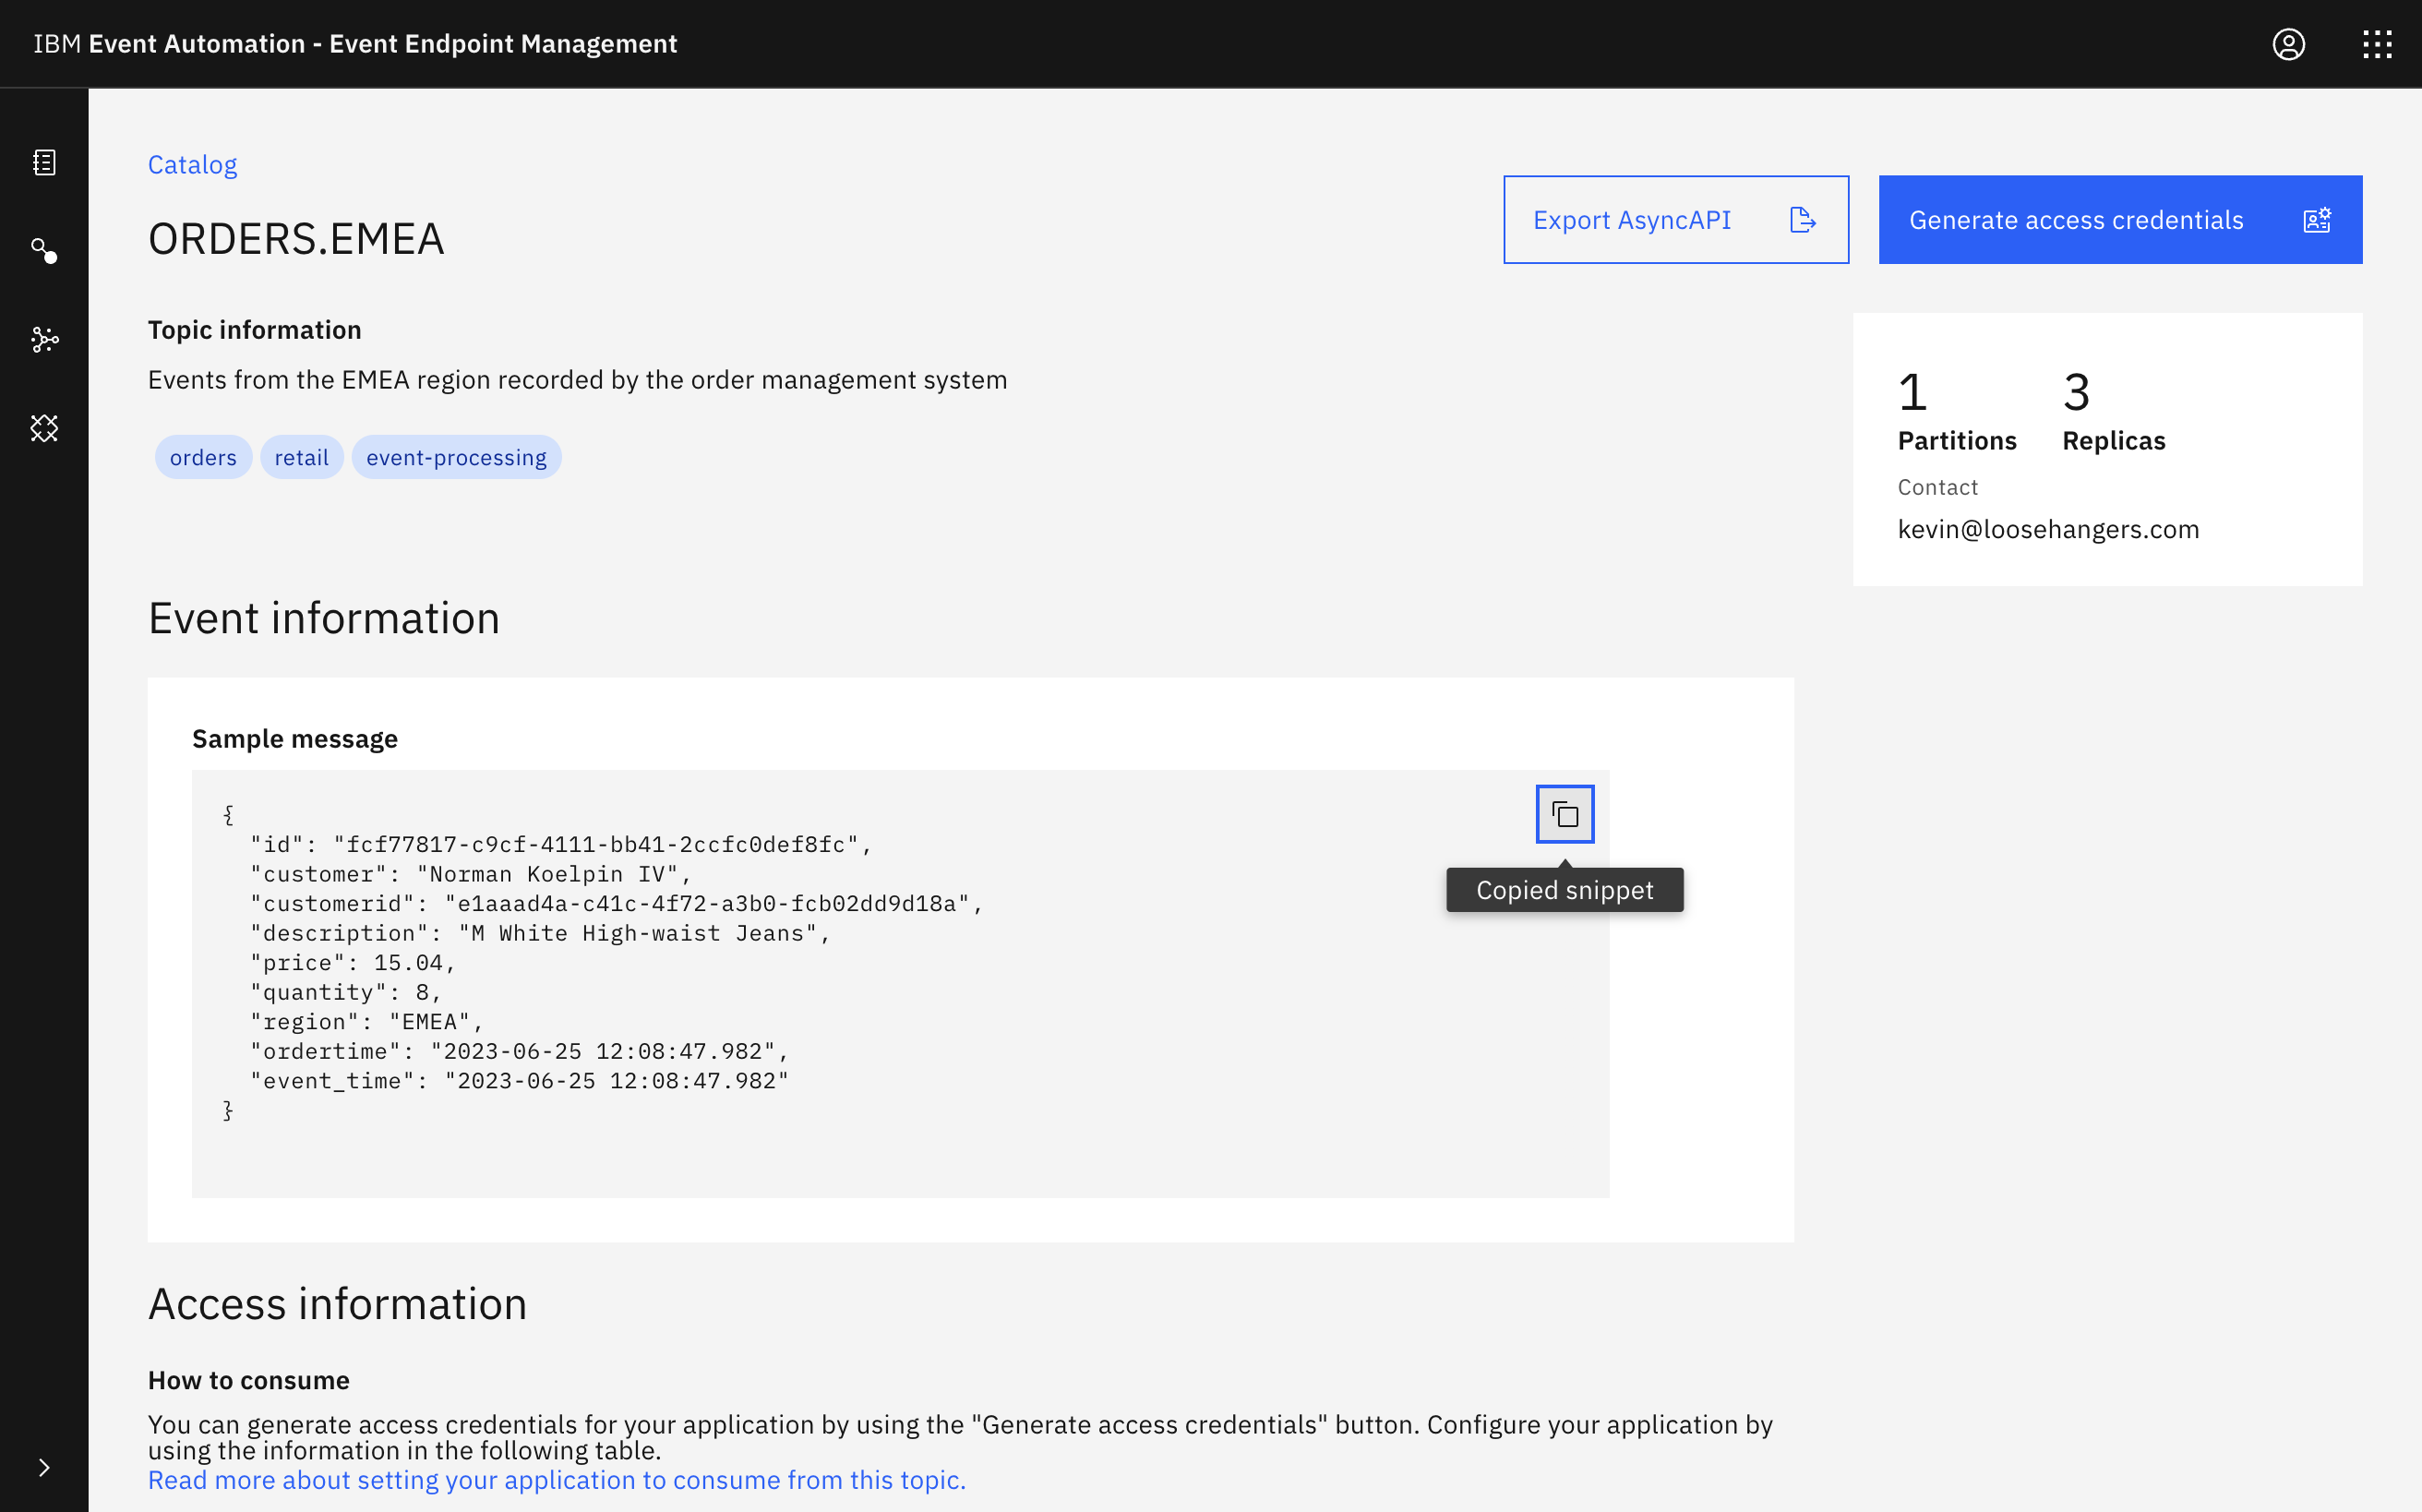 IBM Event Automation - Event Endpoint Management
Catalog
ORDERS.EMEA
Export AsyncAPI
Generate access credentials
Topic information
Events from the EMEA region recorded by the order management system
orders retail event-processing
1 3
Partitions Replicas
Contact
kevin@loosehangers.com
Event information
Sample message
{
  "id": "fcf77817-c9cf-4111-bb41-2ccfc0def8fc",
  "customer": "Norman Koelpin IV",
  "customerid": "e1aaad4a-c41c-4f72-a3b0-fcb02dd9d18a",
  "description": "M White High-waist Jeans",
  "price": 15.04,
  "quantity": 8,
  "region": "EMEA",
  "ordertime": "2023-06-25 12:08:47.982",
  "event_time": "2023-06-25 12:08:47.982"
}
Copied snippet
Access information
How to consume
You can generate access credentials for your application by using the "Generate access credentials" button. Configure your application by
using the information in the following table.
Read more about setting your application to consume from this topic.